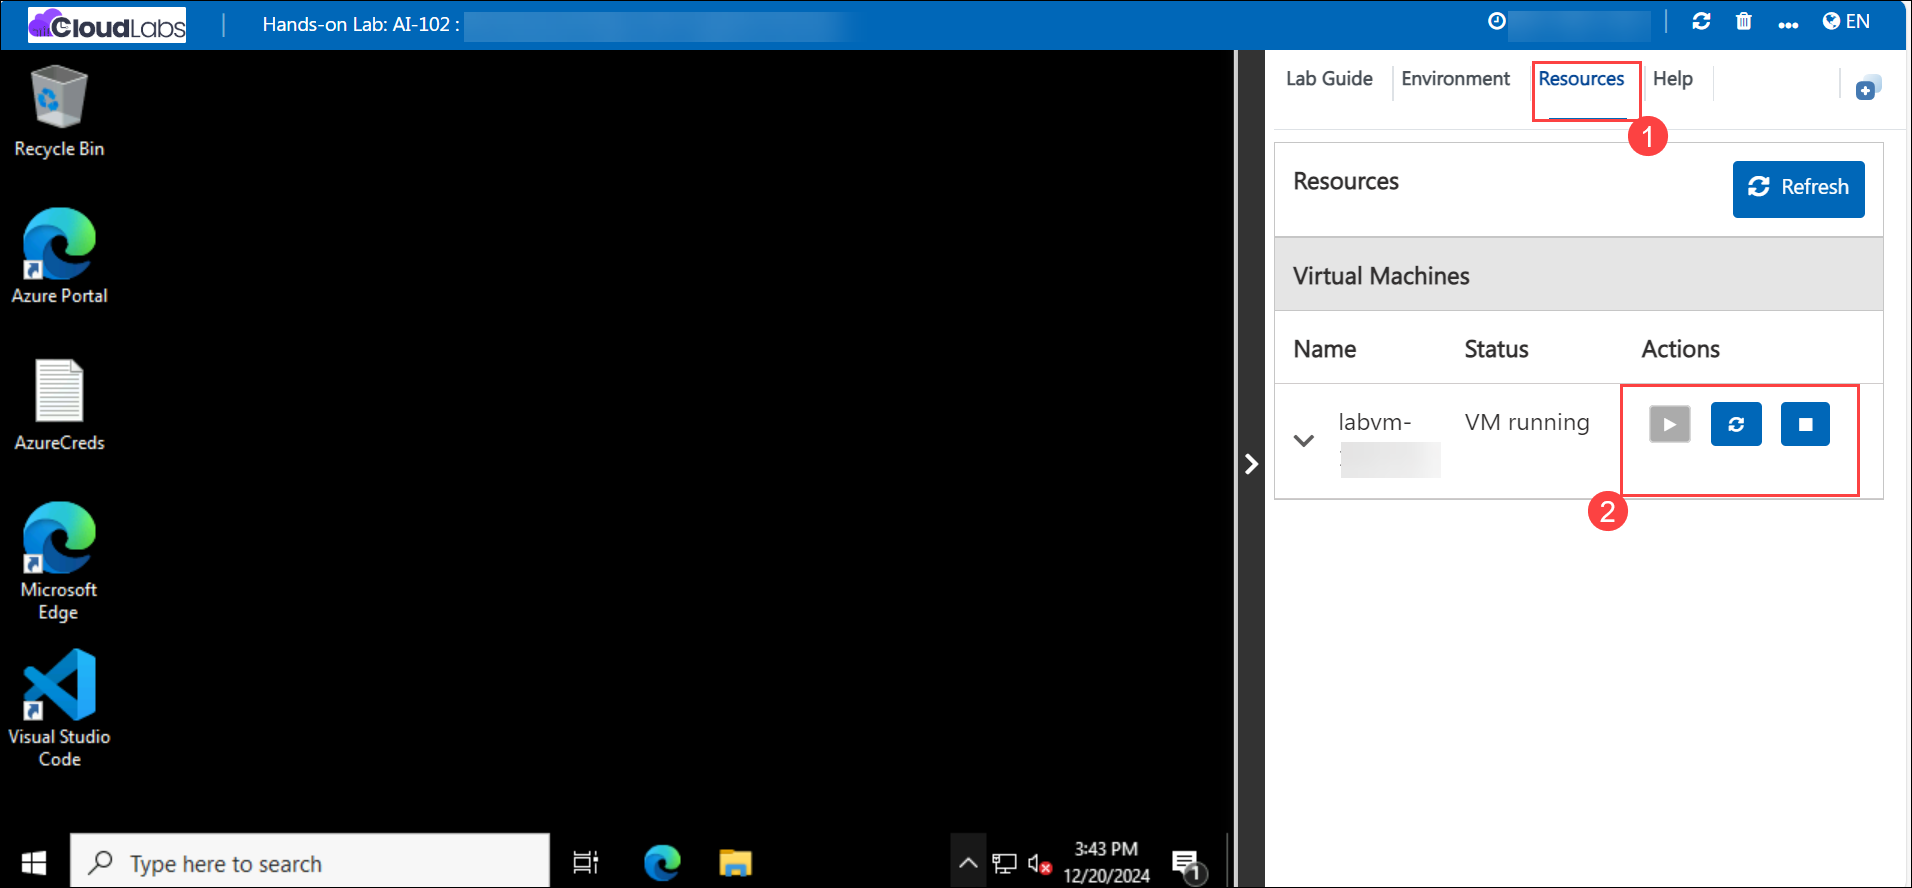 CloudLabs
Hands-on Lab: AI-102 :
EN
Recycle Bin
Azure Portal
AzureCreds
Microsoft
Edge
Visual Studio
Code
Lab Guide
Environment
Resources
Help
1
Resources
Refresh
Virtual Machines
Name
Status
Actions
labvm-
VM running
2
Type here to search
3:43 PM
12/20/2024
1